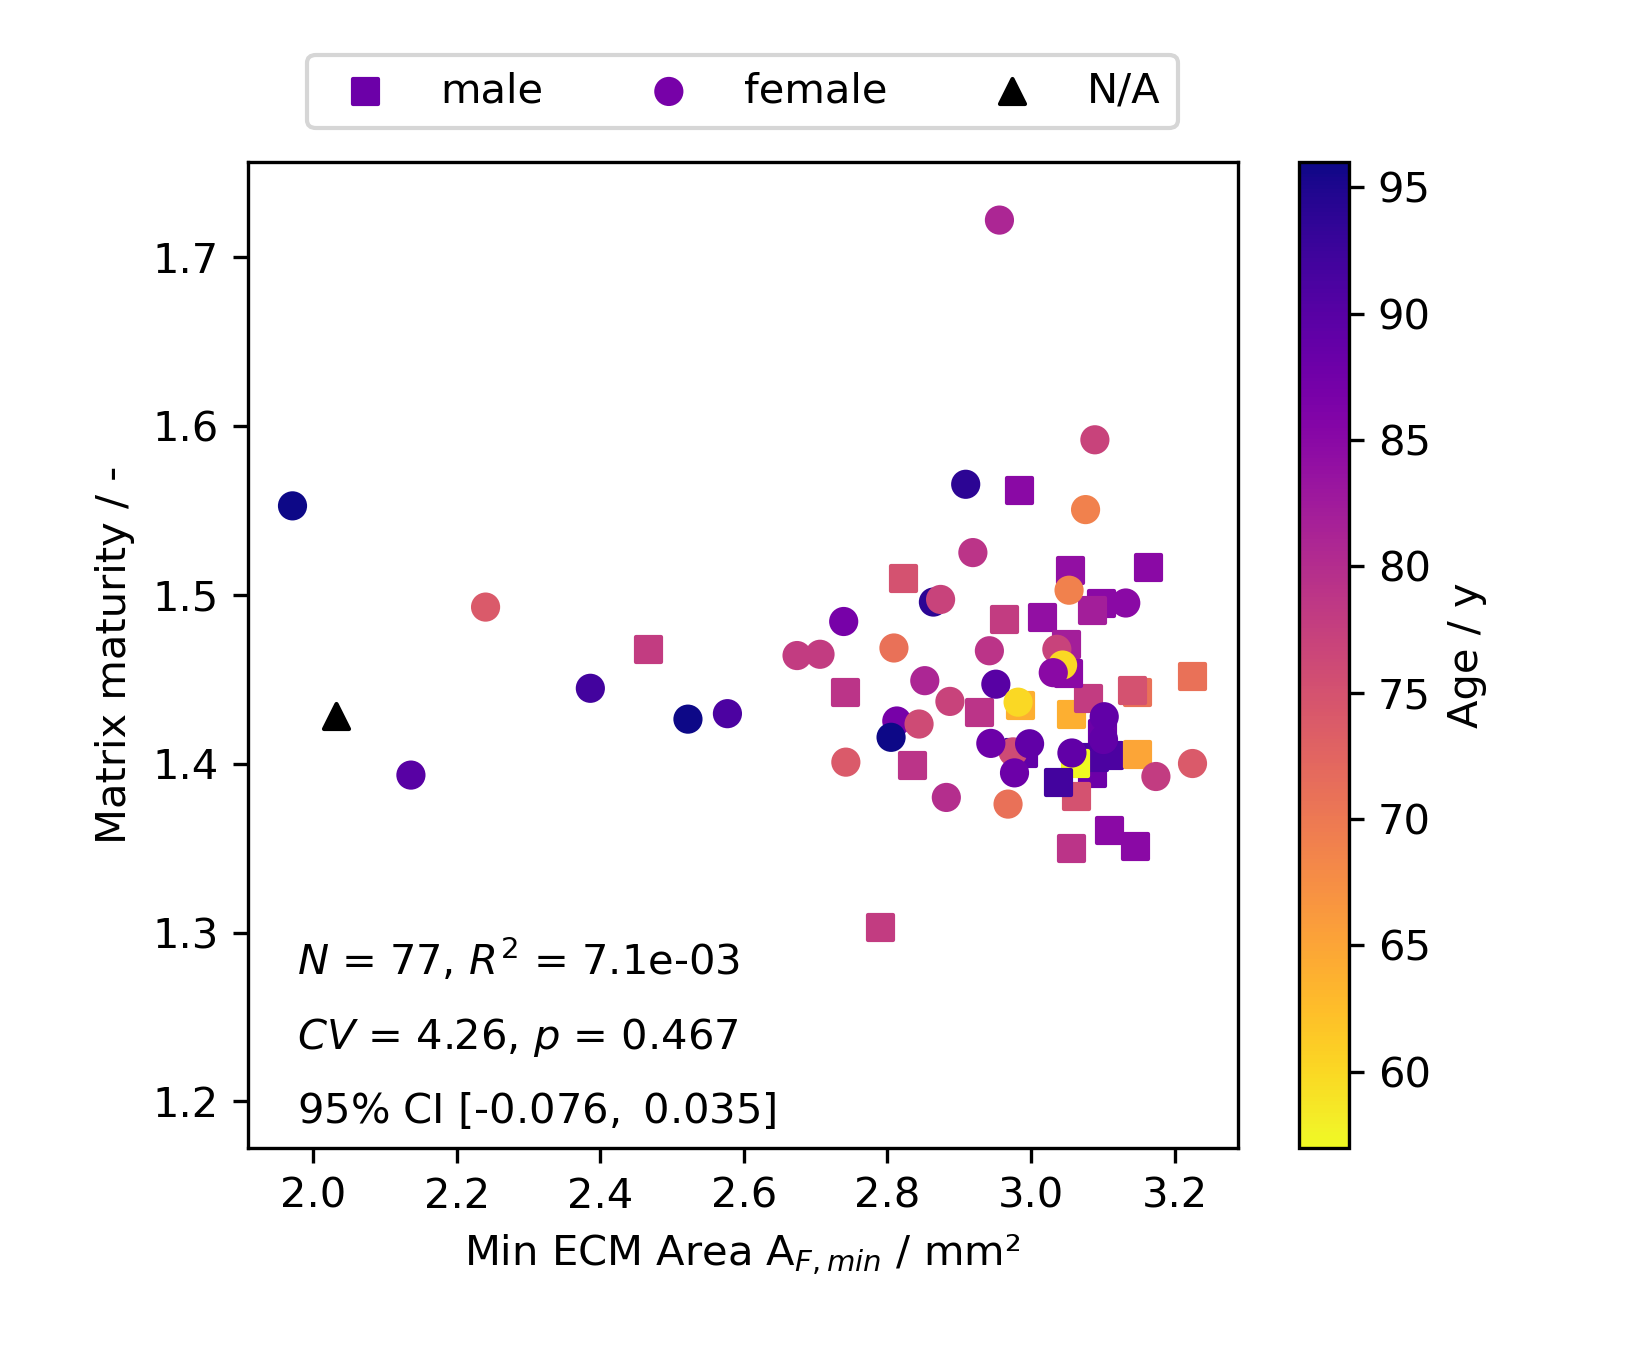 male female N/A
1.7
1.6
1.5
1.4
1.3
1.2
Matrix maturity / -
N = 77, R² = 7.1e-03
CV = 4.26, p = 0.467
95% CI [-0.076, 0.035]
2.0 2.2 2.4 2.6 2.8 3.0 3.2
Min ECM Area A_{F,min} / mm²
95
90
85
80
75
70
65
60
Age / y